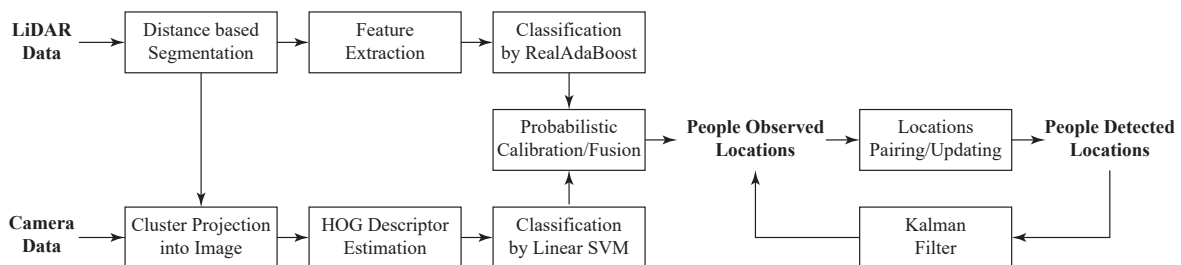 LiDAR
Data
Distance based
Segmentation
Feature
Extraction
Classification
by RealAdaBoost
Probabilistic
Calibration/Fusion
People Observed
Locations
Locations
Pairing/Updating
People Detected
Locations
Camera
Data
Cluster Projection
into Image
HOG Descriptor
Estimation
Classification
by Linear SVM
Kalman
Filter